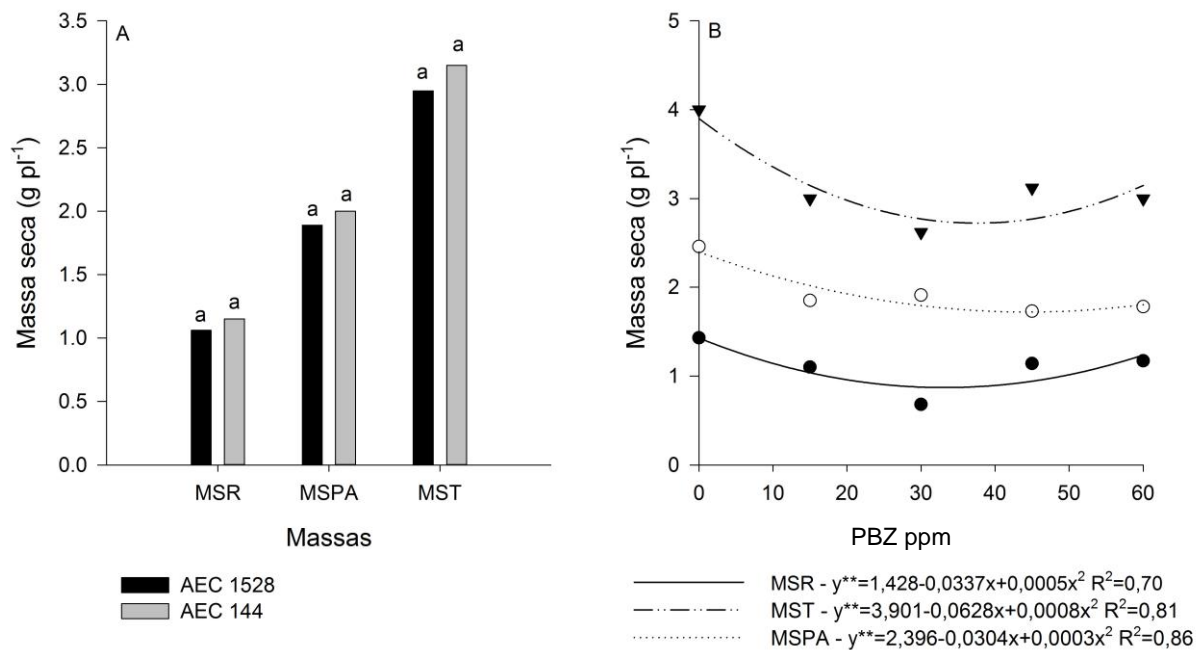 A
Massa seca (g pl⁻¹)
3.5
3.0
2.5
2.0
1.5
1.0
0.5
0.0
a a
a a
a a
MSR MSPA MST
Massas
AEC 1528
AEC 144
B
Massa seca (g pl⁻¹)
5
4
3
2
1
0
0 10 20 30 40 50 60
PBZ ppm
MSR - y**=1,428-0,0337x+0,0005x² R²=0,70
MST - y**=3,901-0,0628x+0,0008x² R²=0,81
MSPA - y**=2,396-0,0304x+0,0003x² R²=0,86